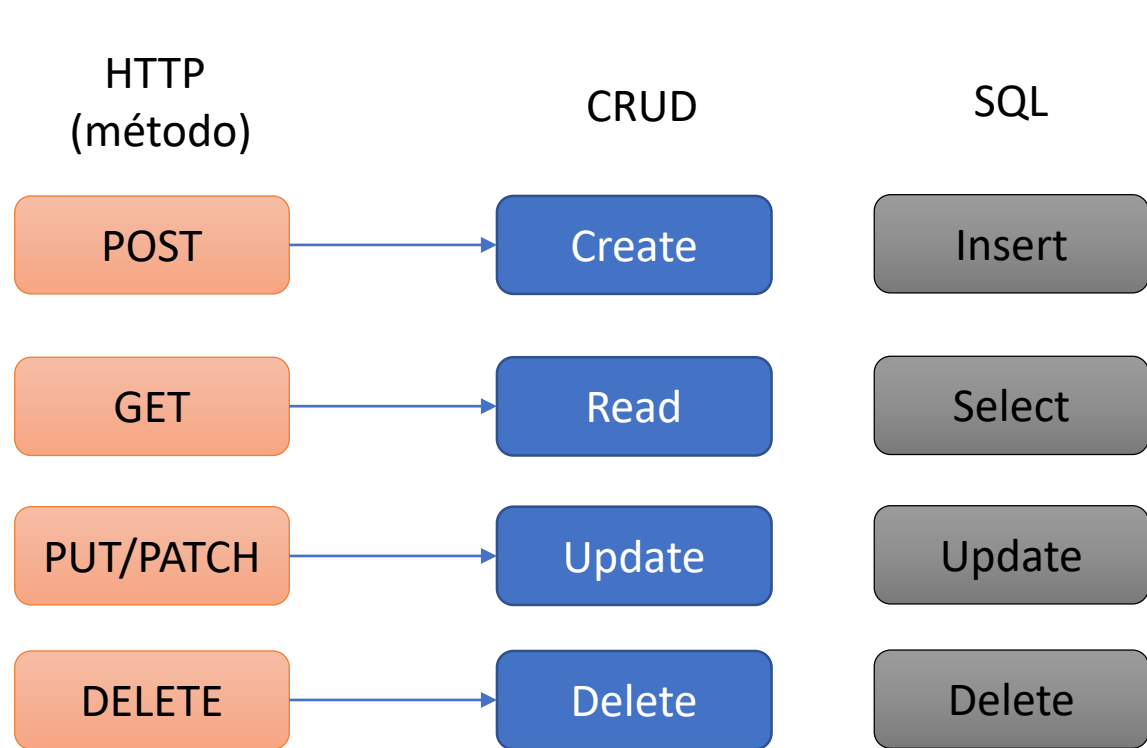 HTTP
(método)
CRUD
SQL
POST
Create
Insert
GET
Read
Select
PUT/PATCH
Update
Update
DELETE
Delete
Delete